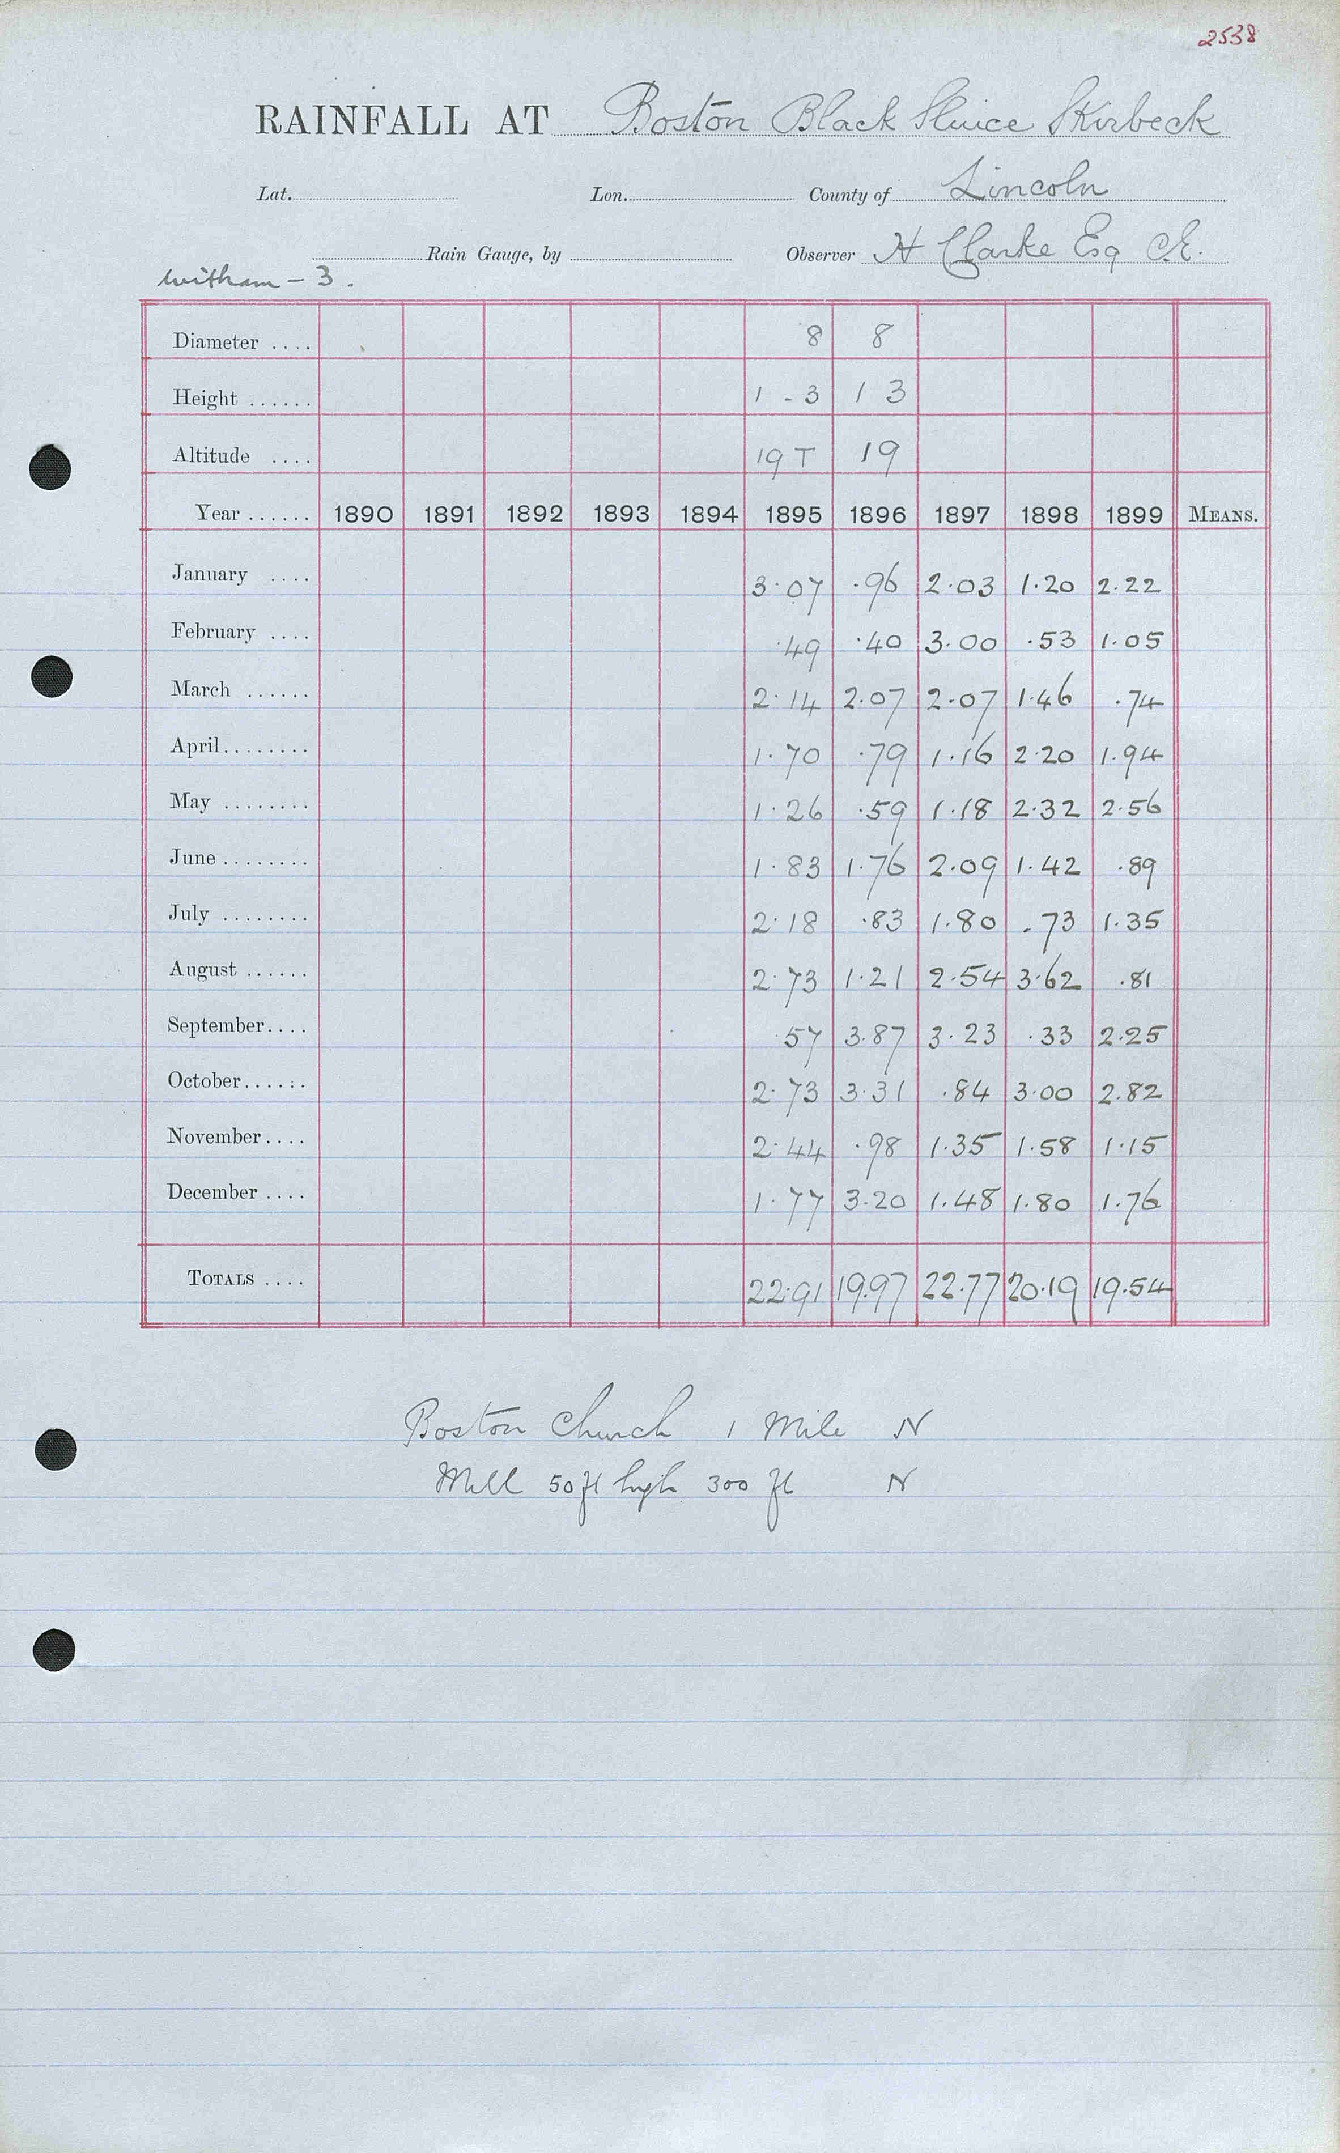 2538
RAINFALL AT Boston Black Sluice Skirbeck
Lat. Lon. County of Lincoln
Rain Gauge, by Observer H Clarke Esq C.E.
Witham - 3.
Diameter .... 8 8
Height ...... 1 - 3 1 3
Altitude .... 19 T 19
Year ...... 1890 1891 1892 1893 1894 1895 1896 1897 1898 1899 MEANS.
January .... 3.07 .96 2.03 1.20 2.22
February .... .49 .40 3.00 .53 1.05
March ...... 2.14 2.07 2.07 1.46 .74
April ........ 1.70 .79 1.16 2.20 1.94
May ........ 1.26 .59 1.18 2.32 2.56
June ........ 1.83 1.76 2.09 1.42 .89
July ........ 2.18 .83 1.80 .73 1.35
August ...... 2.73 1.21 2.54 3.62 .81
September.... .57 3.87 3.23 .33 2.25
October...... 2.73 3.31 .84 3.00 2.82
November.... 2.44 .98 1.35 1.58 1.15
December .... 1.77 3.20 1.48 1.80 1.76
TOTALS .... 22.91 19.97 22.77 20.19 19.54
Boston Church 1 Mile N
Mill 50 ft high 300 ft N